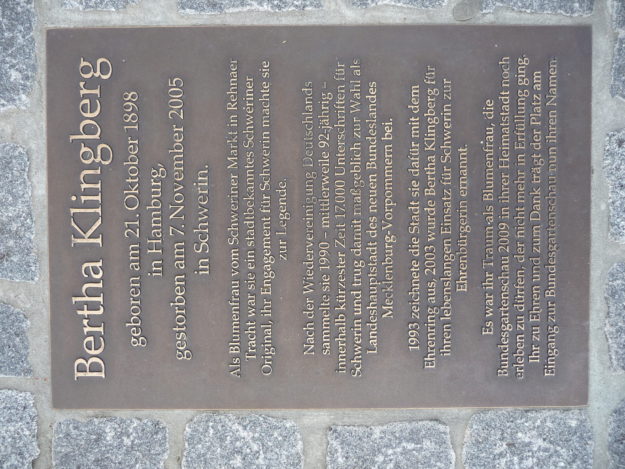 Bertha Klingberg
geboren am 21. Oktober 1898
in Hamburg,
gestorben am 7. November 2005
in Schwerin.
Als Blumenfrau vom Schweriner Markt in Rehnaer
Tracht war sie ein stadtbekanntes Schweriner
Original, ihr Engagement für Schwerin machte sie
zur Legende.
Nach der Wiedervereinigung Deutschlands
sammelte sie 1990 – mittlerweile 92-jährig –
innerhalb kürzester Zeit 17.000 Unterschriften für
Schwerin und trug damit maßgeblich zur Wahl als
Landeshauptstadt des neuen Bundeslandes
Mecklenburg-Vorpommern bei.
1993 zeichnete die Stadt sie dafür mit dem
Ehrenring aus, 2003 wurde Bertha Klingberg für
ihren lebenslangen Einsatz für Schwerin zur
Ehrenbürgerin ernannt.
Es war ihr Traum als Blumenfrau, die
Bundesgartenschau 2009 in ihrer Heimatstadt noch
erleben zu dürfen, der nicht mehr in Erfüllung ging.
Ihr zu Ehren und zum Dank trägt der Platz am
Eingang zur Bundesgartenschau nun ihren Namen.